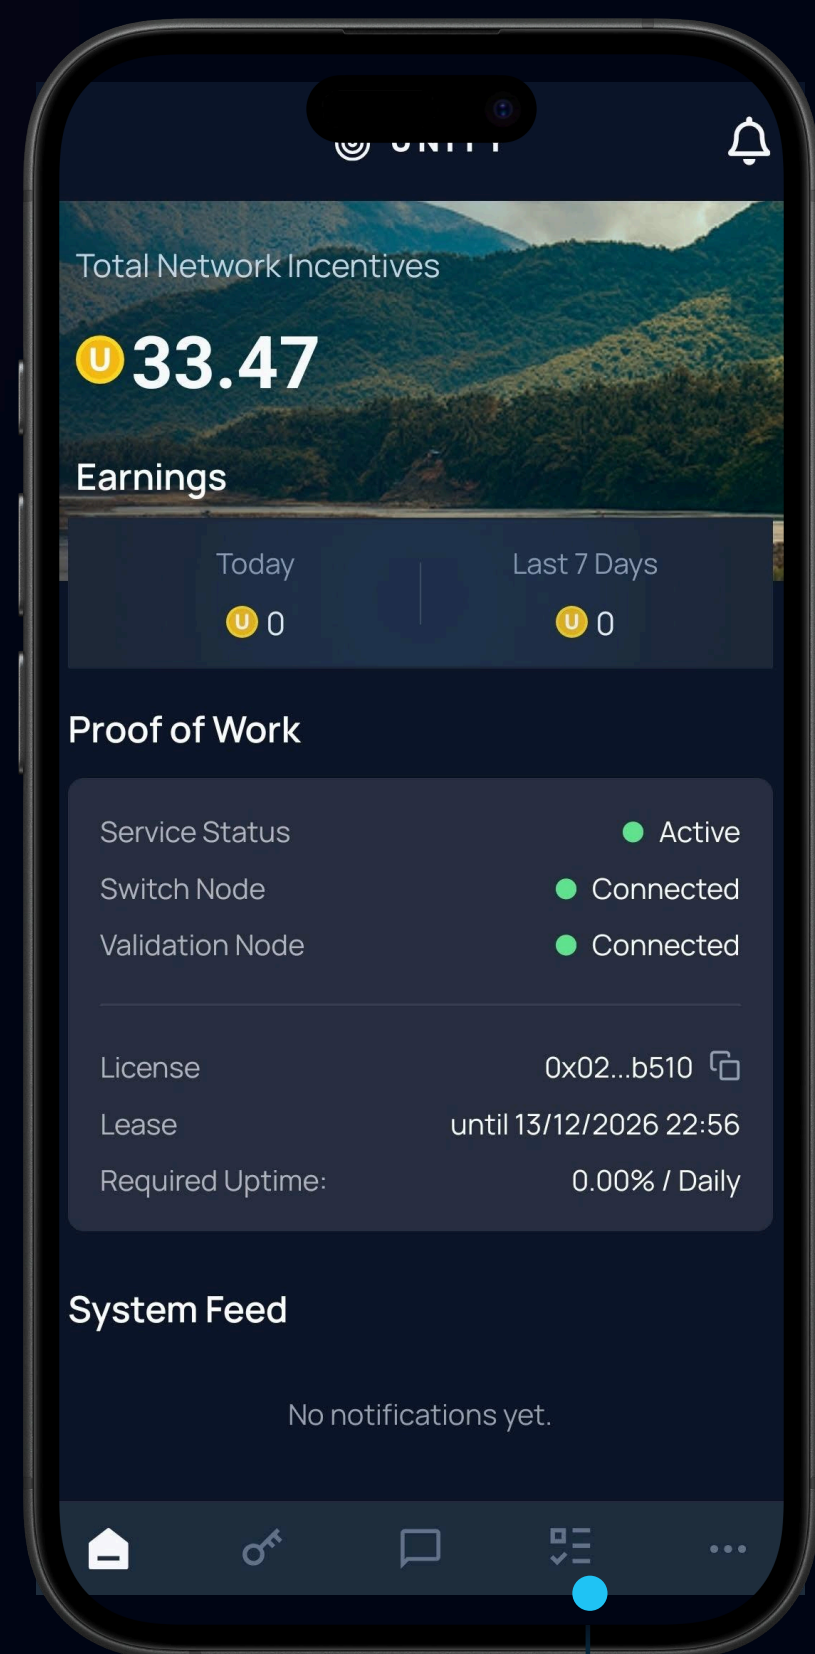 UNITY
Total Network Incentives
U 33.47
Earnings
Today
Last 7 Days
U 0
U 0
Proof of Work
Service Status
Active
Switch Node
Connected
Validation Node
Connected
License
0x02...b510
Lease
until 13/12/2026 22:56
Required Uptime:
0.00% / Daily
System Feed
No notifications yet.